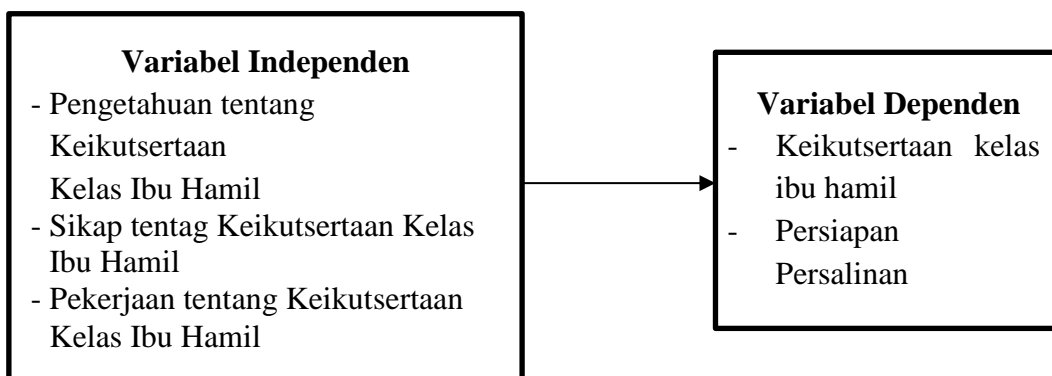 Variabel Independen
- Pengetahuan tentang
Keikutsertaan
Kelas Ibu Hamil
- Sikap tentag Keikutsertaan Kelas
Ibu Hamil
- Pekerjaan tentang Keikutsertaan
Kelas Ibu Hamil
Variabel Dependen
- Keikutsertaan kelas
ibu hamil
- Persiapan
Persalinan